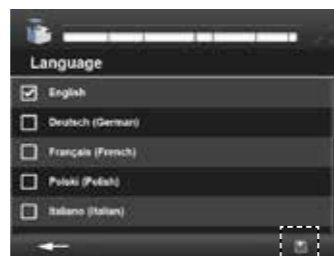 Language
English
Deutsch (German)
Français (French)
Polski (Polish)
Italiano (Italian)